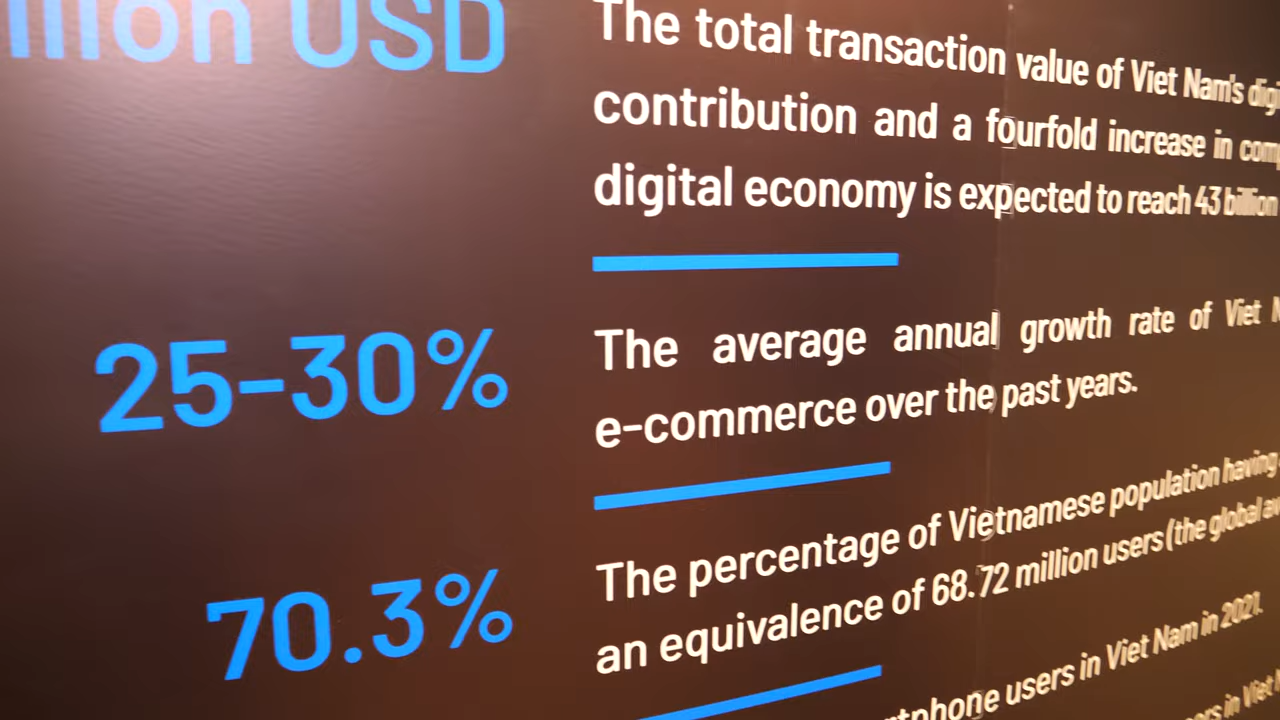 USD
The total transaction value of Viet Nam's
contribution and a fourfold increase in
digital economy is expected to reach 43 billion
25-30%
The average annual growth rate of Viet
e-commerce over the past years.
70.3%
The percentage of Vietnamese population having
an equivalence of 68.72 million users (the global
users in Viet Nam in 2021.
in Viet